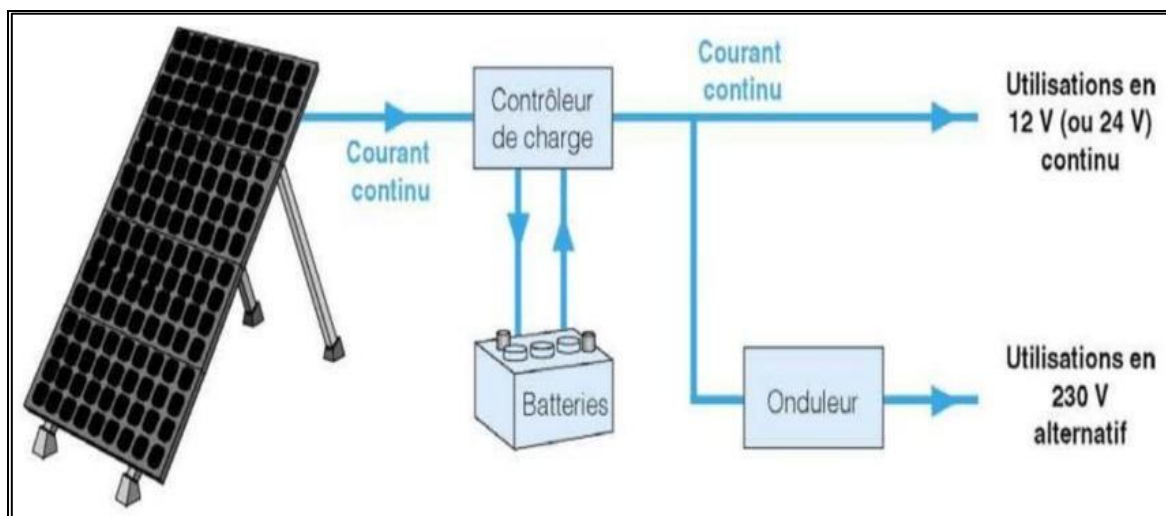 Courant
continu
Contrôleur
de charge
Courant
continu
Utilisations en
12 V (ou 24 V)
continu
Batteries
Onduleur
Utilisations en
230 V
alternatif